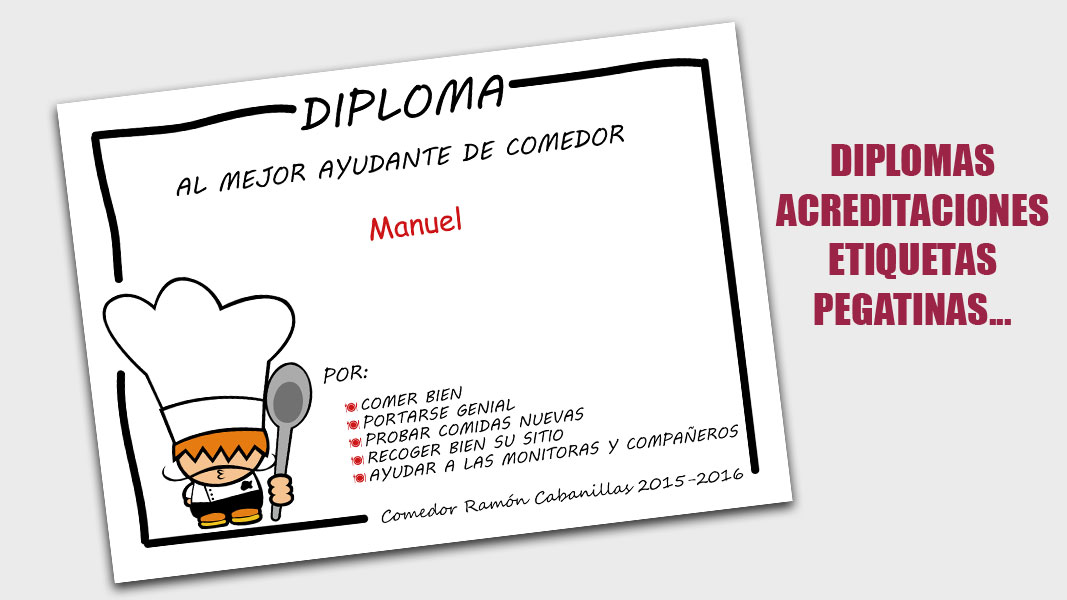 DIPLOMA
AL MEJOR AYUDANTE DE COMEDOR
Manuel
POR:
COMER BIEN
PORTARSE GENIAL
PROBAR COMIDAS NUEVAS
RECOGER BIEN SU SITIO
AYUDAR A LAS MONITORAS Y COMPAÑEROS
Comedor Ramón Cabanillas 2015-2016
DIPLOMAS
ACREDITACIONES
ETIQUETAS
PEGATINAS...